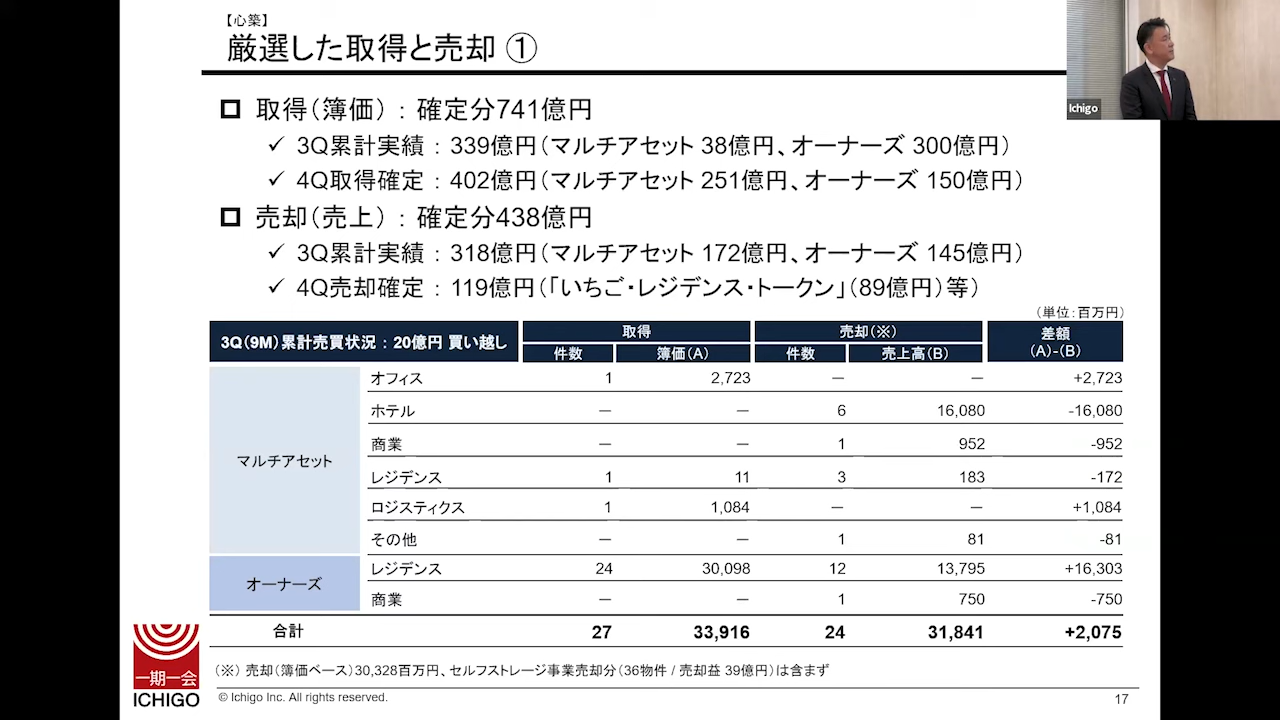 【心築】
厳選した取得と売却 ①
Ichigo
取得(簿価) : 確定分741億円
✓ 3Q累計実績 : 339億円(マルチアセット 38億円、オーナーズ 300億円)
✓ 4Q取得確定 : 402億円(マルチアセット 251億円、オーナーズ 150億円)
売却(売上) : 確定分438億円
✓ 3Q累計実績 : 318億円(マルチアセット 172億円、オーナーズ 145億円)
✓ 4Q売却確定 : 119億円(「いちご・レジデンス・トークン」(89億円)等)
(単位:百万円)
3Q(9M)累計売買状況 : 20億円 買い越し 取得 売却(※) 差額 (A)-(B)
件数 簿価(A) 件数 売上高(B)
マルチアセット
オフィス 1 2,723 ― ― +2,723
ホテル ― ― 6 16,080 -16,080
商業 ― ― 1 952 -952
レジデンス 1 11 3 183 -172
ロジスティクス 1 1,084 ― ― +1,084
その他 ― ― 1 81 -81
オーナーズ
レジデンス 24 30,098 12 13,795 +16,303
商業 ― ― 1 750 -750
合計 27 33,916 24 31,841 +2,075
(※) 売却(簿価ベース)30,328百万円、セルフストレージ事業売却分(36物件 / 売却益 39億円)は含まず
一期一会
ICHIGO
© Ichigo Inc. All rights reserved.
17